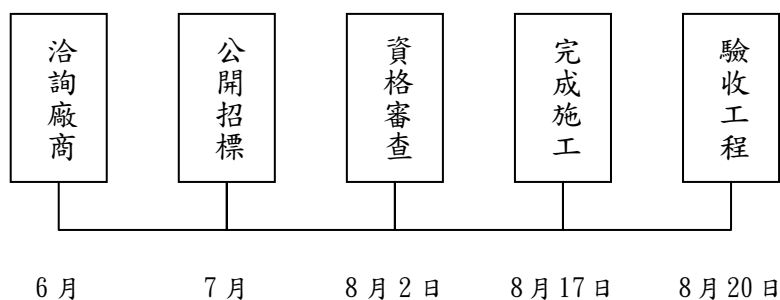 洽詢廠商
公開招標
資格審查
完成施工
驗收工程
6月
7月
8月2日
8月17日
8月20日